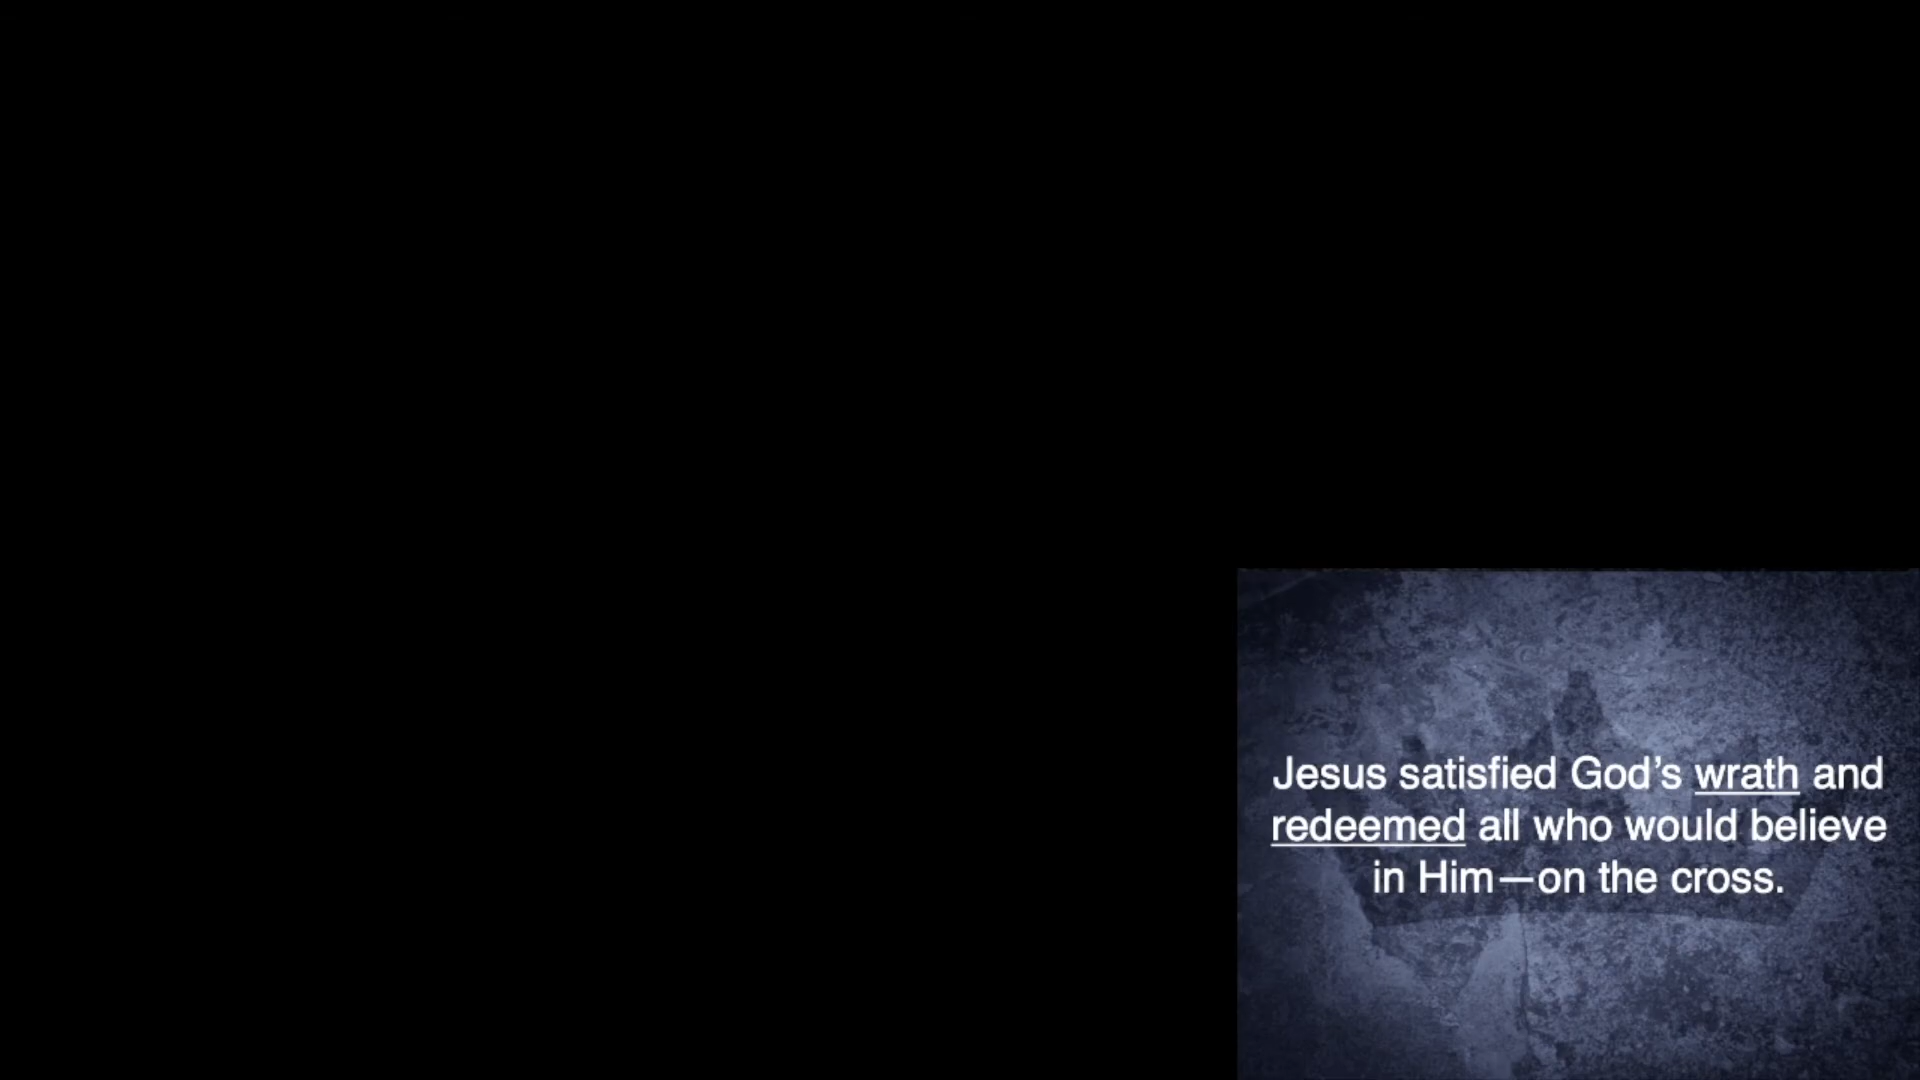 Jesus satisfied God’s wrath and
redeemed all who would believe
in Him—on the cross.